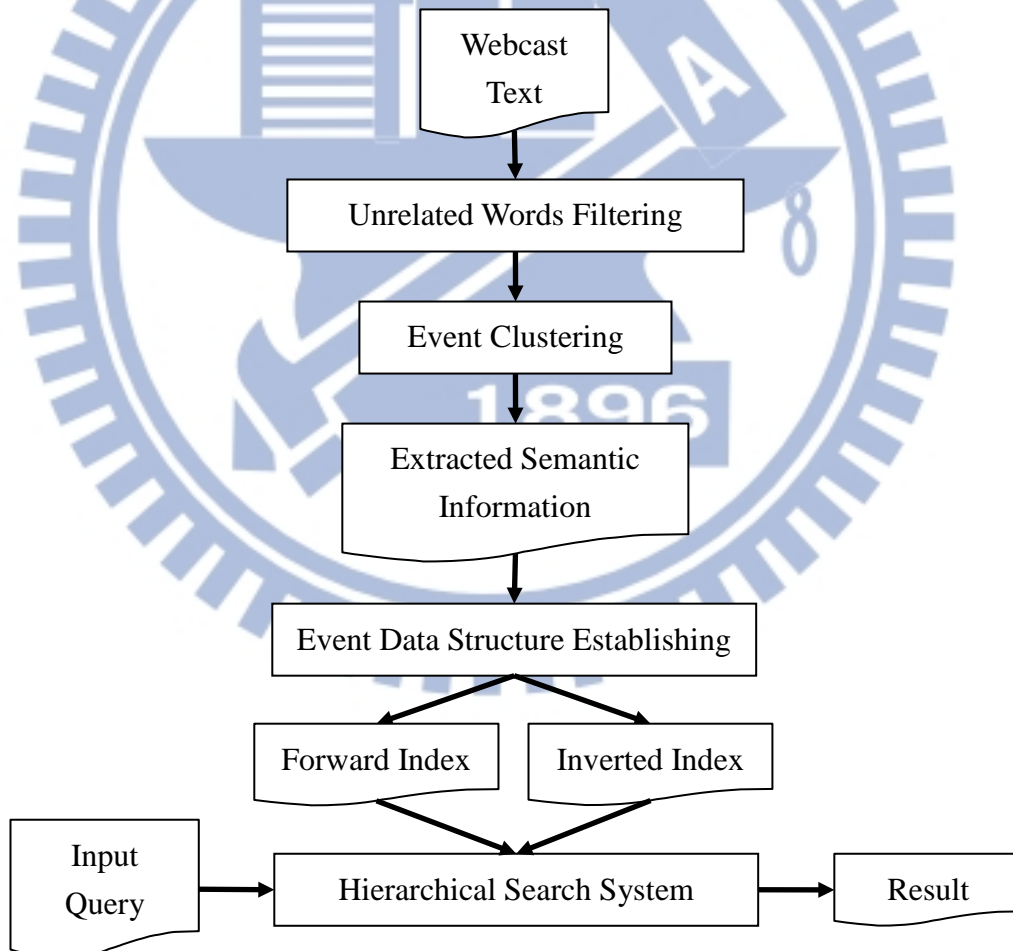 Webcast
Text
Unrelated Words Filtering
Event Clustering
1896
Extracted Semantic
Information
Event Data Structure Establishing
Forward Index
Inverted Index
Input
Query
Hierarchical Search System
Result
A
8